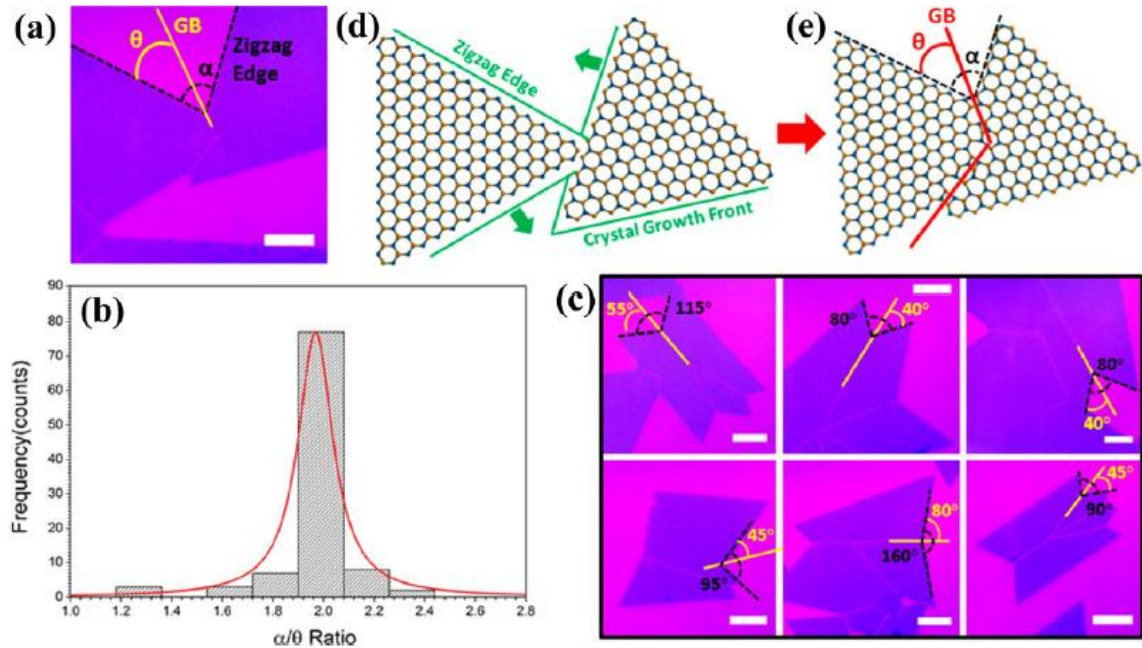 (a)
GB
θ
α
Zigzag
Edge
(d)
Zigzag Edge
Crystal Growth Front
(e)
GB
θ
α
(b)
90
80
70
60
50
40
30
20
10
0
Frequency(counts)
1.0 1.2 1.4 1.6 1.8 2.0 2.2 2.4 2.6 2.8
α/θ Ratio
(c)
55°
115°
80°
40°
80°
40°
45°
95°
80°
160°
45°
90°